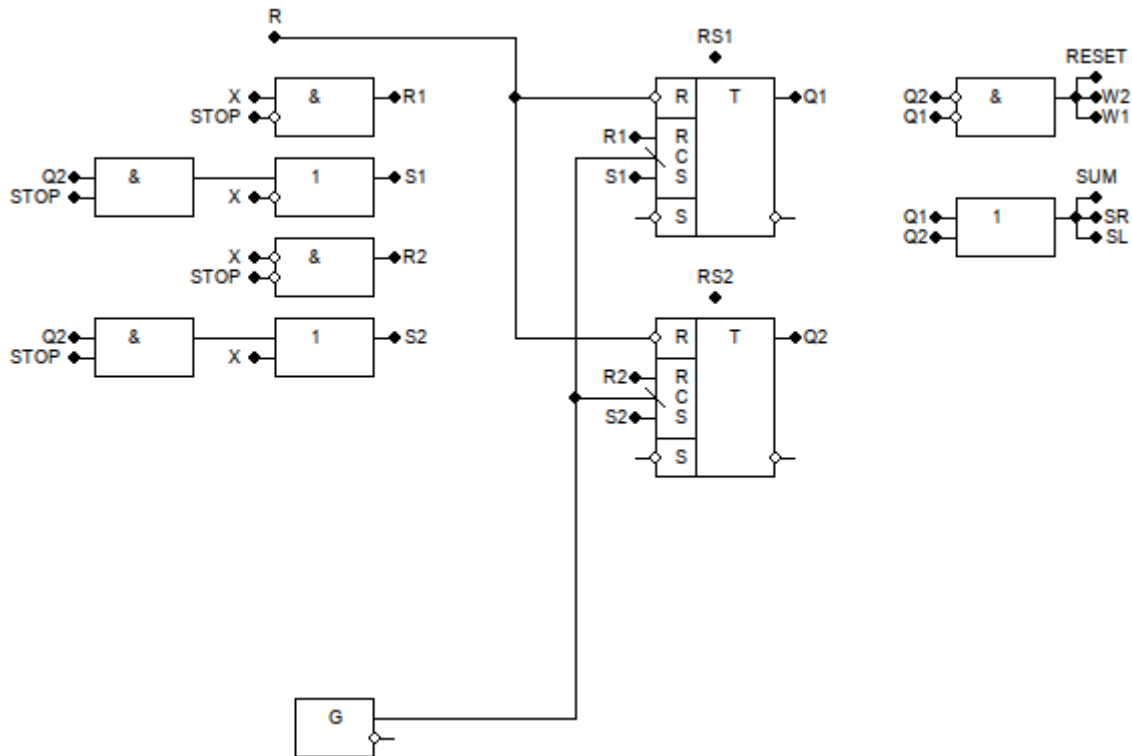 R
RS1
RESET
X & R1
STOP
R T Q1
Q2 & W2
Q1 W1
R1 R
C
S1 S
S
Q2 & 1 S1
STOP X
SUM
Q1 1 SR
Q2 SL
X & R2
STOP
RS2
Q2 & 1 S2
STOP X
R T Q2
R2 R
C
S2 S
S
G